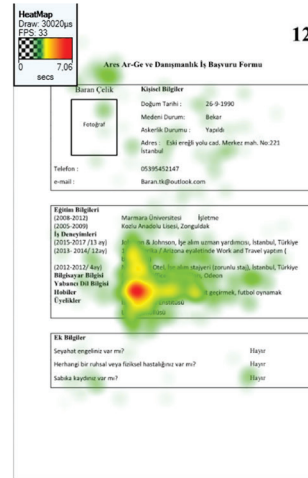 HeatMap
Draw: 30020µs
FPS: 33
0 7,06
secs
12
Ares Ar-Ge ve Danışmanlık İş Başvuru Formu
Baran Çelik
Kişisel Bilgiler
Fotoğraf
Doğum Tarihi : 26-9-1990
Medeni Durum: Bekar
Askerlik Durumu : Yapıldı
Adres : Eski ereğli yolu cad. Merkez mah. No:221
İstanbul
Telefon : 05395452147
e-mail : Baran.tk@outlook.com
Eğitim Bilgileri
(2008-2012) Marmara Üniversitesi İşletme
(2005-2009) Kozlu Anadolu Lisesi, Zonguldak
İş Deneyimleri
(2015-2017 /13 ay) & Johnson, İşe alım uzman yardımcısı, İstanbul, Türkiye
(2013- 2014/ 12ay) / Arizona eyaletinde Work and Travel yaptım (
(2012-2012/ 4ay) Otel, İşe alım stajyeri (zorunlu staj), İstanbul, Türkiye
Bilgisayar Bilgisi
Yabancı Dil Bilgisi
Hobiler geçirmek, futbol oynamak
Üyelikler
Ek Bilgiler
Seyahat engeliniz var mı? Hayır
Herhangi bir ruhsal veya fiziksel hastalığınız var mı? Hayır
Sabıka kaydınız var mı? Hayır